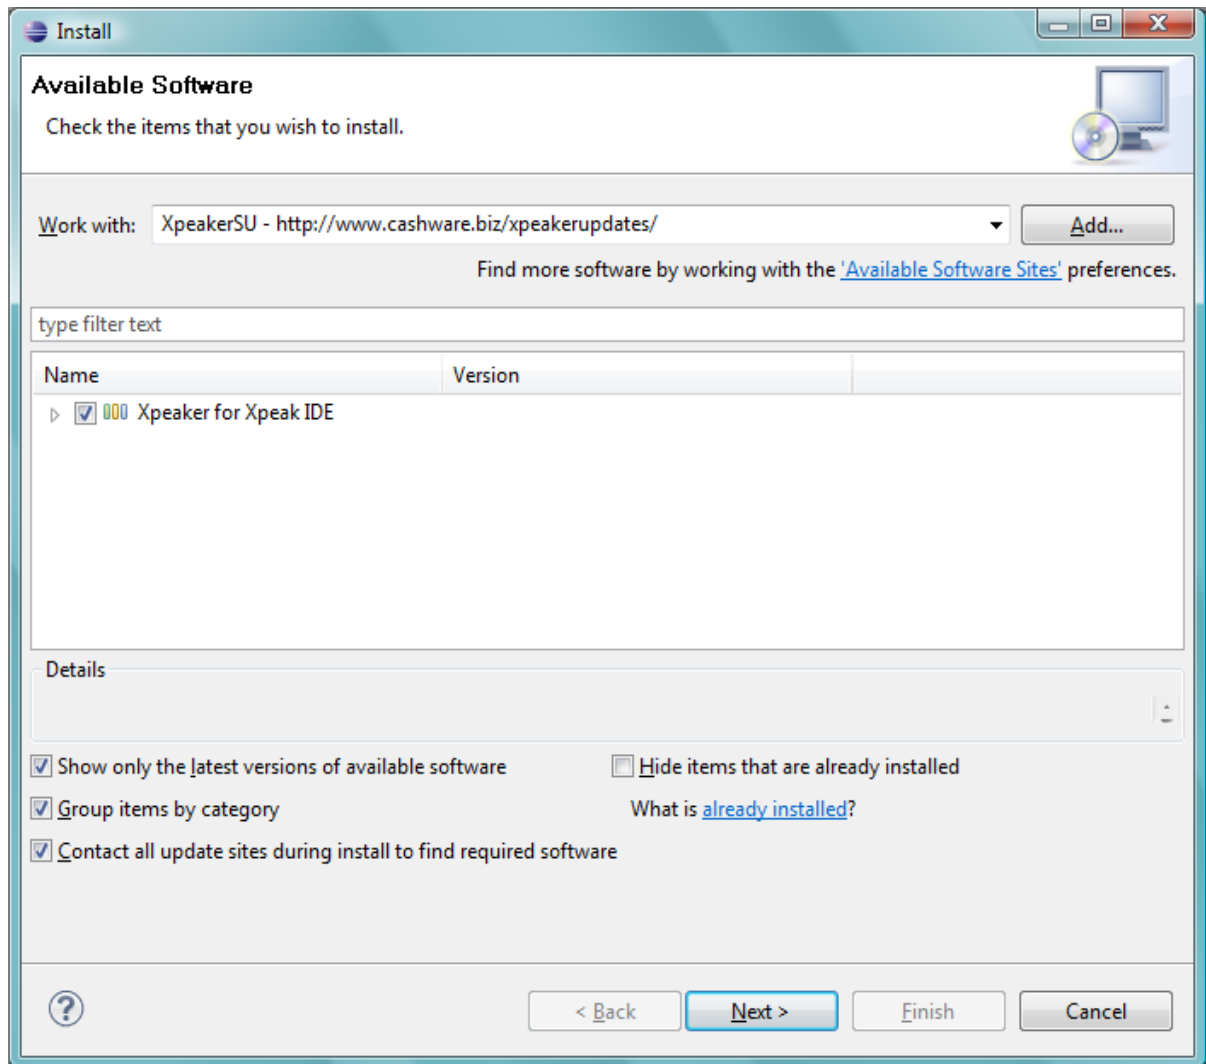 Install
Available Software
Check the items that you wish to install.
Work with: XpeakerSU - http://www.cashware.biz/xpeakerupdates/ Add...
Find more software by working with the 'Available Software Sites' preferences.
type filter text
Name Version
Xpeaker for Xpeak IDE
Details
Show only the latest versions of available software Hide items that are already installed
Group items by category What is already installed?
Contact all update sites during install to find required software
? < Back Next > Finish Cancel